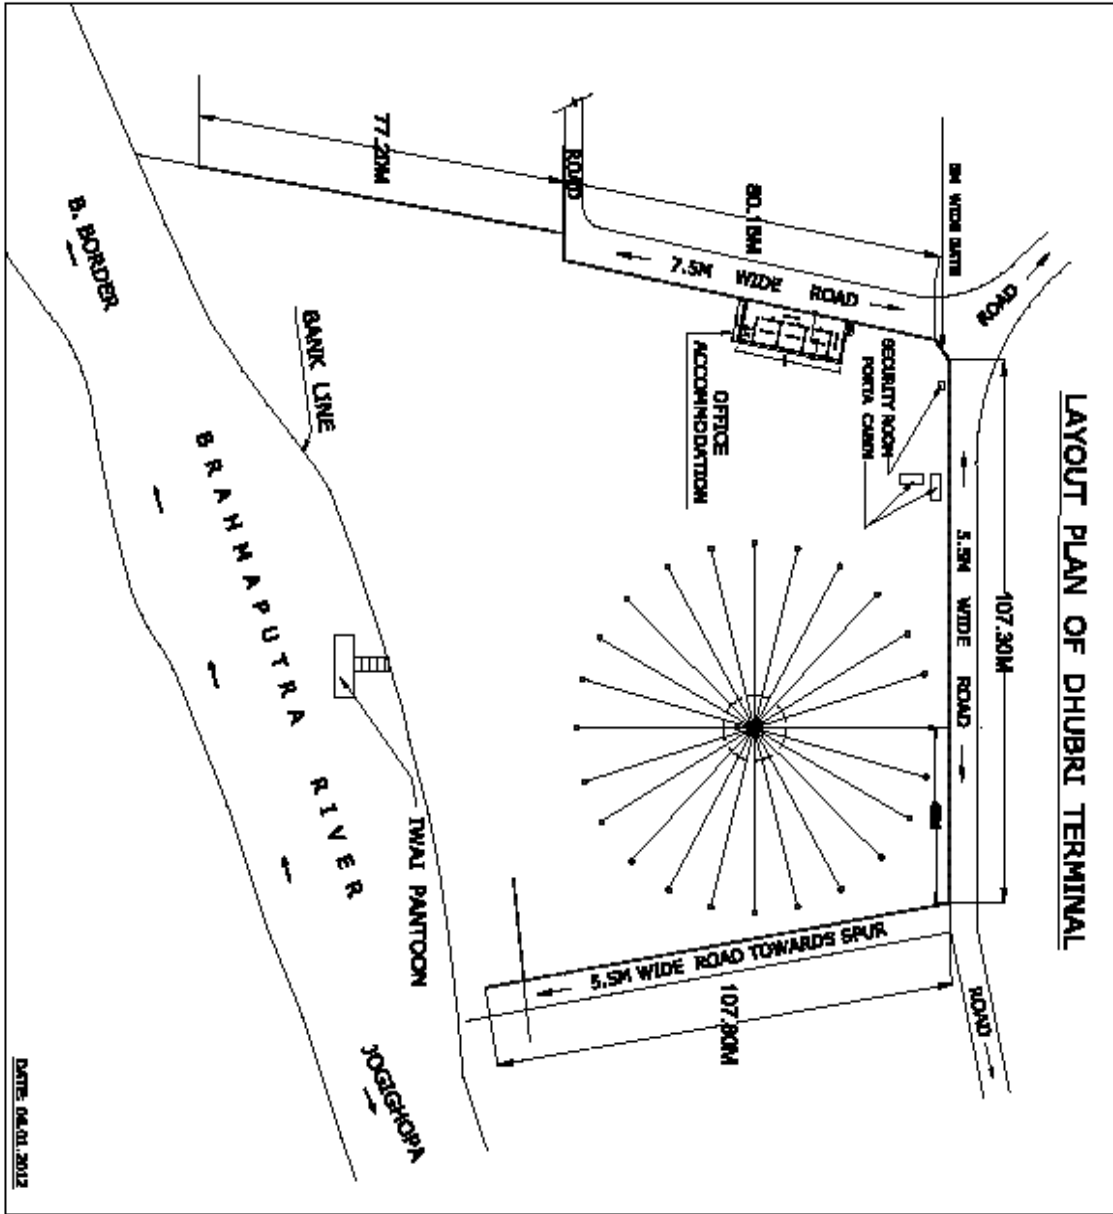 LAYOUT PLAN OF DHUBRI TERMINAL
107.30M
ROAD
5.5M WIDE ROAD
ROAD
WIDE GATE
80.15M
7.5M WIDE ROAD
ROAD
77.20M
SECURITY ROOM
PORTA CABIN
OFFICE
ACCOMMODATION
5.5M WIDE ROAD TOWARDS SPUR
107.80M
BANK LINE
IWAI PANTOON
B. BORDER
BRAHMAPUTRA RIVER
JOGIGHOPA
DATE: 04.01.2012